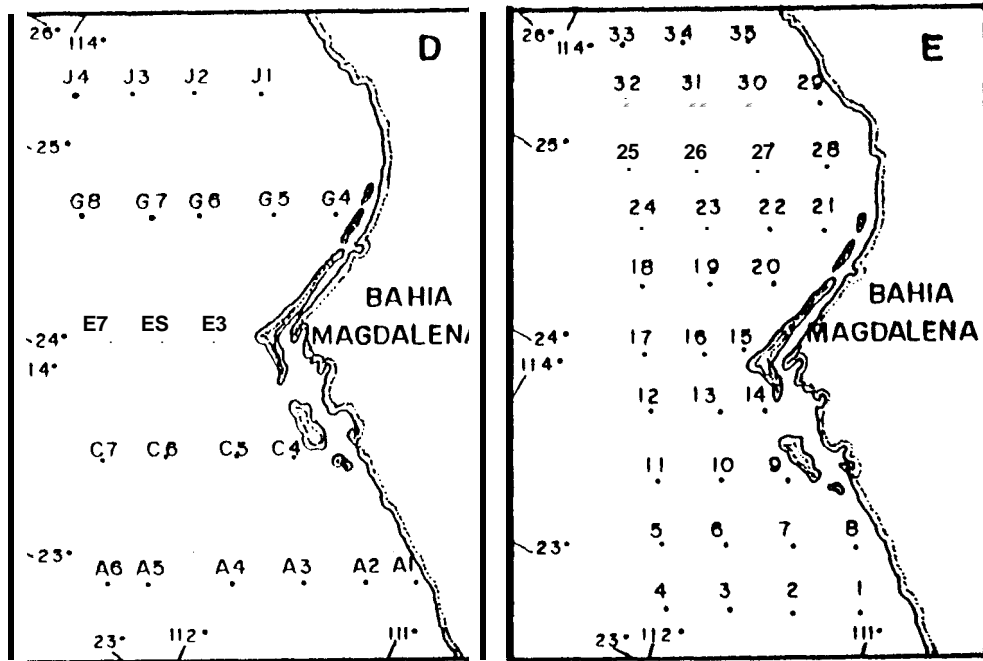 26° 114° D
J4 J3 J2 J1
25°
G8 G7 G6 G5 G4
BAHIA
MAGDALENA
E7 ES E3
24°
14°
C7 C6 C5 C4
23°
A6 A5 A4 A3 A2 A1
23° 112° 111°
26° 114° 33 34 35 E
32 31 30 29
25°
25 26 27 28
24 23 22 21
18 19 20
BAHIA
MAGDALENA
17 16 15
24°
114°
12 13 14
11 10 9
5 6 7 8
23°
4 3 2 1
23° 112° 111°